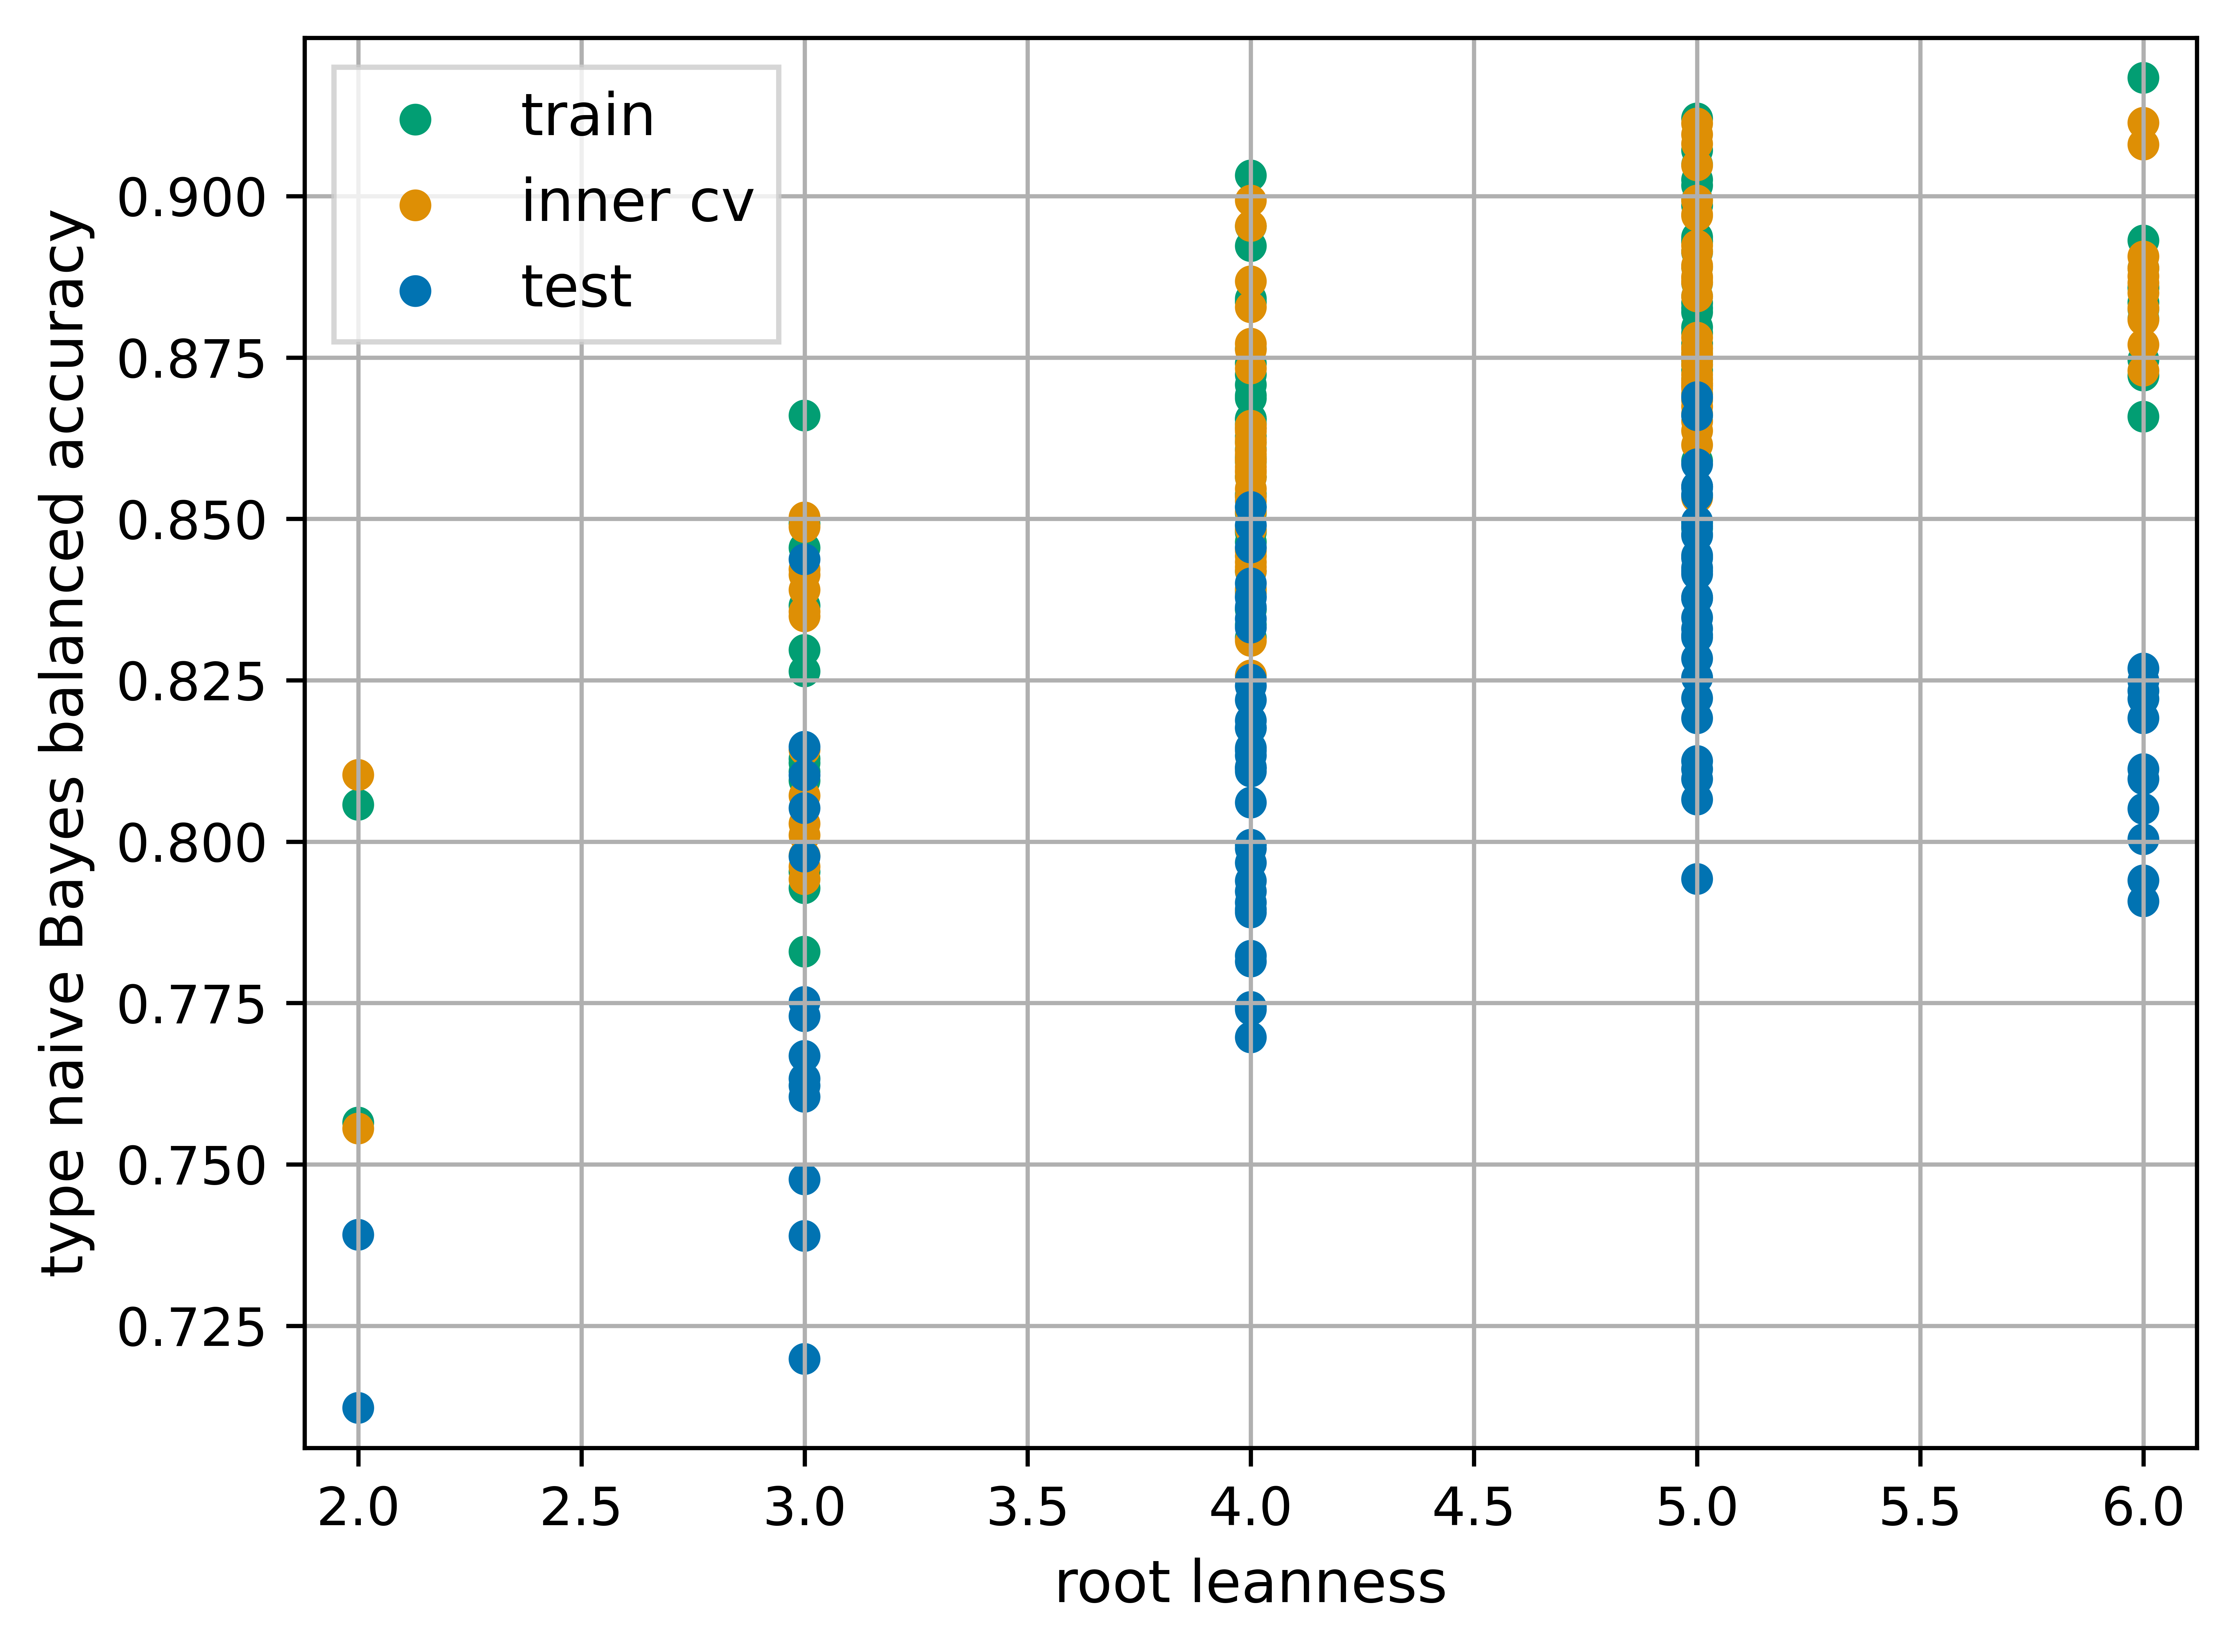 train
inner cv
test
type naive Bayes balanced accuracy
0.900
0.875
0.850
0.825
0.800
0.775
0.750
0.725
2.0 2.5 3.0 3.5 4.0 4.5 5.0 5.5 6.0
root leanness